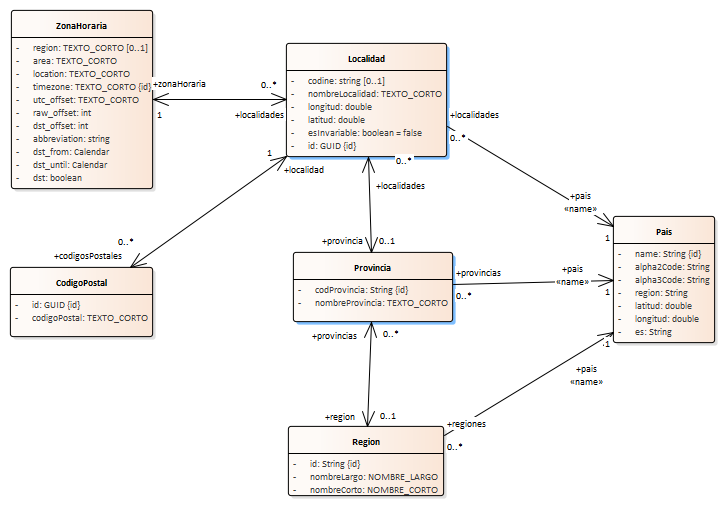 ZonaHoraria
- region: TEXTO_CORTO [0..1]
- area: TEXTO_CORTO
- location: TEXTO_CORTO
- timezone: TEXTO_CORTO {id}
- utc_offset: TEXTO_CORTO
- raw_offset: int
- dst_offset: int
- abbreviation: string
- dst_from: Calendar
- dst_until: Calendar
- dst: boolean
+zonaHoraria
1
0..*
+localidades
Localidad
- codine: string [0..1]
- nombreLocalidad: TEXTO_CORTO
- longitud: double
- latitud: double
- esInvariable: boolean = false
- id: GUID {id}
+localidades
0..*
+pais
«name»
1
1
+localidad
0..*
+codigosPostales
0..*
+localidades
+provincia
0..1
CodigoPostal
- id: GUID {id}
- codigoPostal: TEXTO_CORTO
Provincia
- codProvincia: String {id}
- nombreProvincia: TEXTO_CORTO
+provincias
0..*
+pais
«name»
1
Pais
- name: String {id}
- alpha2Code: String
- alpha3Code: String
- region: String
- latitud: double
- longitud: double
- es: String
+provincias
0..*
+region
0..1
1
+pais
«name»
+regiones
0..*
Region
- id: String {id}
- nombreLargo: NOMBRE_LARGO
- nombreCorto: NOMBRE_CORTO